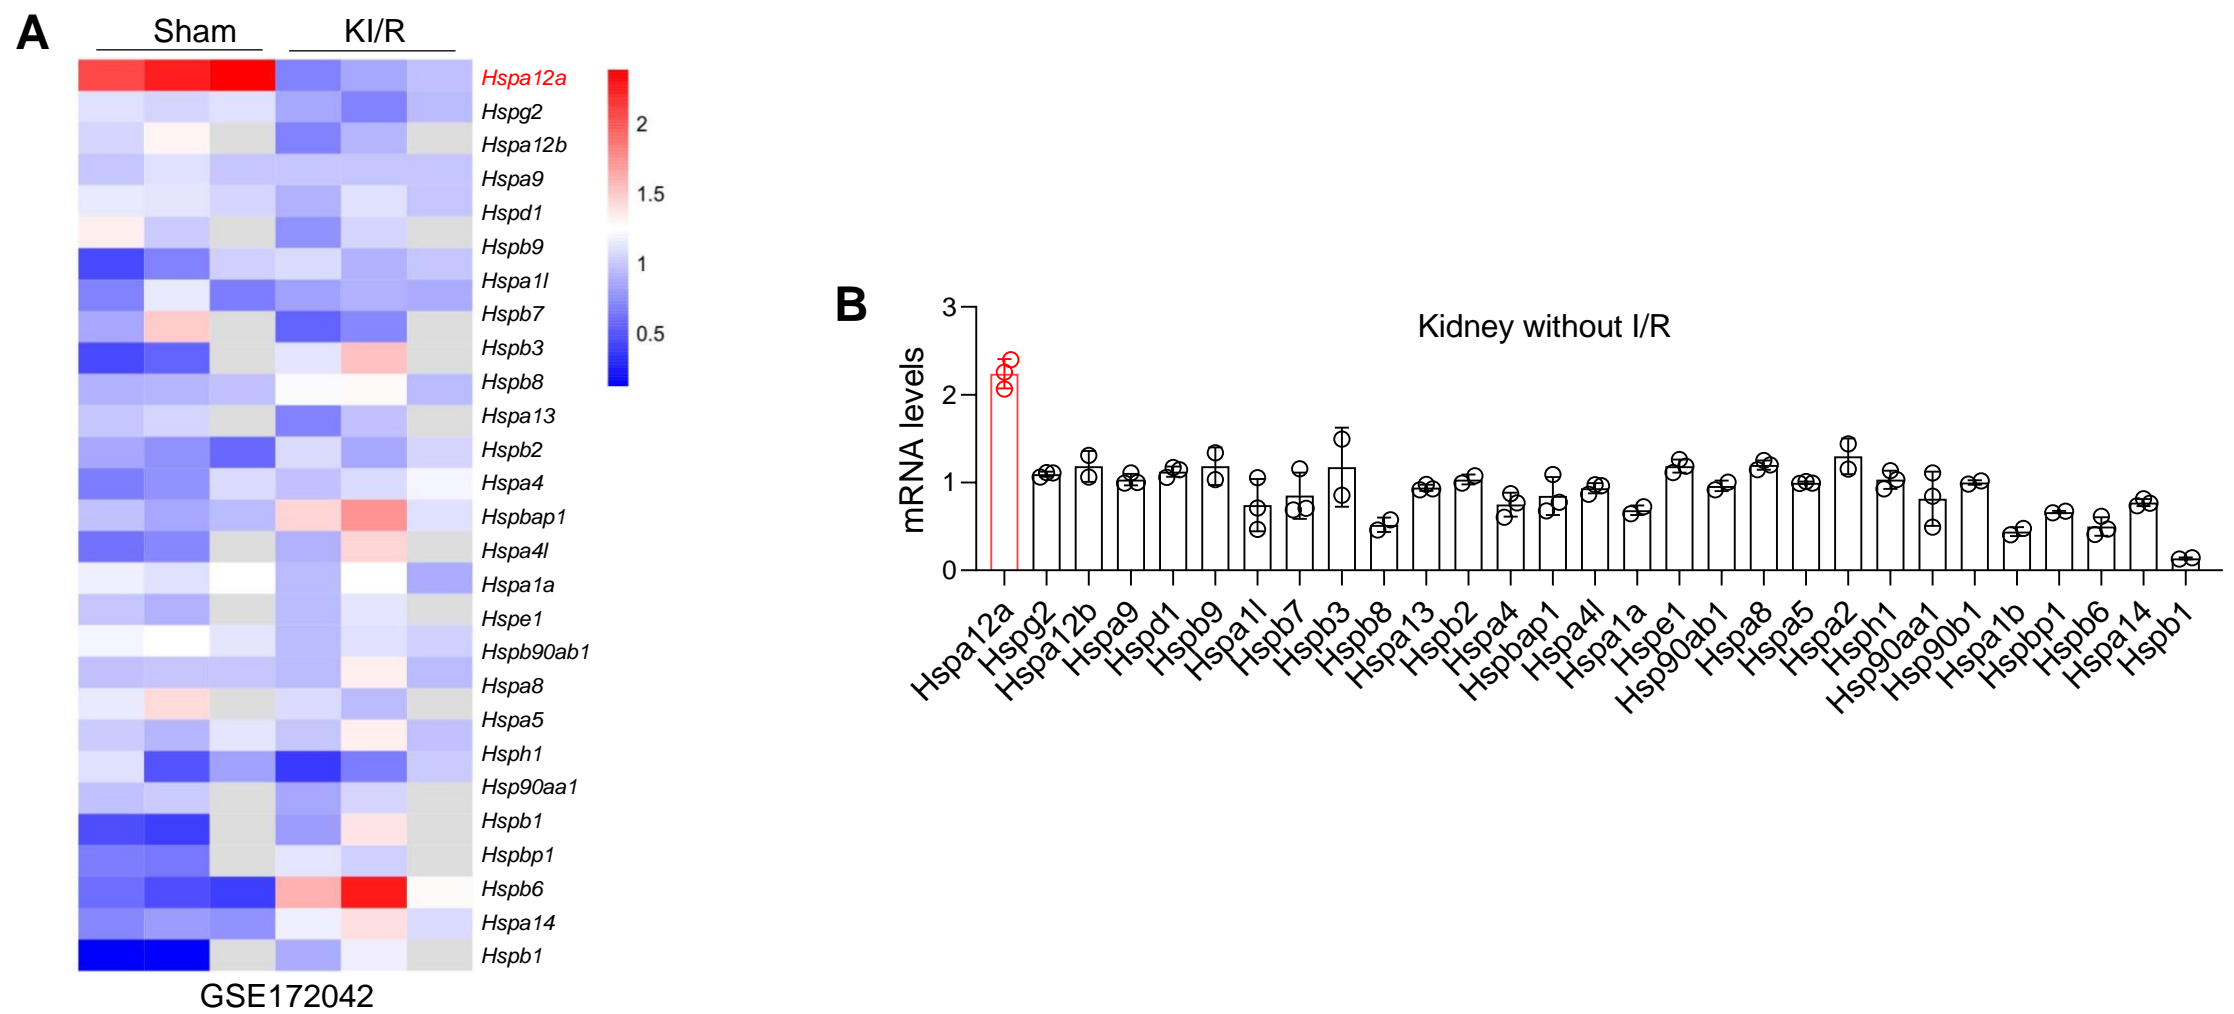 A
Sham
KI/R
Hspa12a
Hspg2
Hspa12b
Hspa9
Hspd1
Hspb9
Hspa1l
Hspb7
Hspb3
Hspb8
Hspa13
Hspb2
Hspa4
Hspbap1
Hspa4l
Hspa1a
Hspe1
Hspb90ab1
Hspa8
Hspa5
Hsph1
Hsp90aa1
Hspb1
Hspbp1
Hspb6
Hspa14
Hspb1
2
1.5
1
0.5
GSE172042
B
Kidney without I/R
mRNA levels
3
2
1
0
Hspa12a
Hspg2
Hspa12b
Hspa9
Hspd1
Hspb9
Hspa1l
Hspb7
Hspb3
Hspb8
Hspa13
Hspb2
Hspa4
Hspbap1
Hspa4l
Hspa1a
Hspe1
Hsp90ab1
Hspa8
Hspa5
Hspa2
Hsph1
Hsp90aa1
Hsp90b1
Hspa1b
Hspbp1
Hspb6
Hspa14
Hspb1